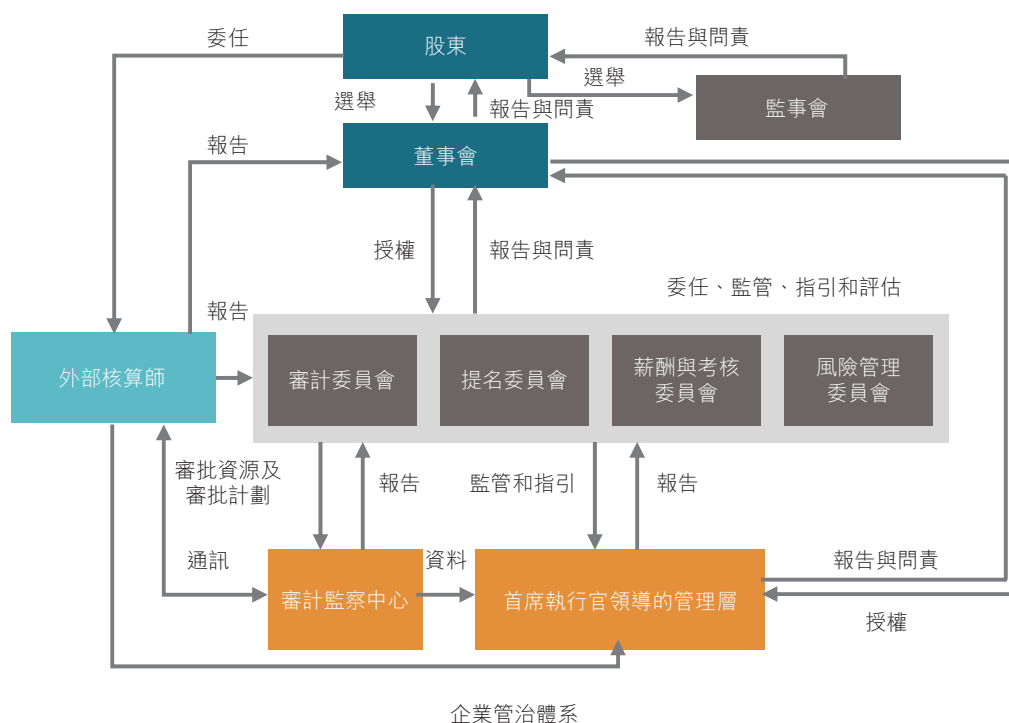 委任
股東
報告與問責
選舉
選舉
報告與問責
監事會
報告
董事會
授權
報告與問責
委任、監管、指引和評估
報告
外部核算師
審計委員會
提名委員會
薪酬與考核
委員會
風險管理
委員會
審批資源及
審批計劃
報告
監管和指引
報告
通訊
資料
報告與問責
審計監察中心
首席執行官領導的管理層
授權
企業管治體系